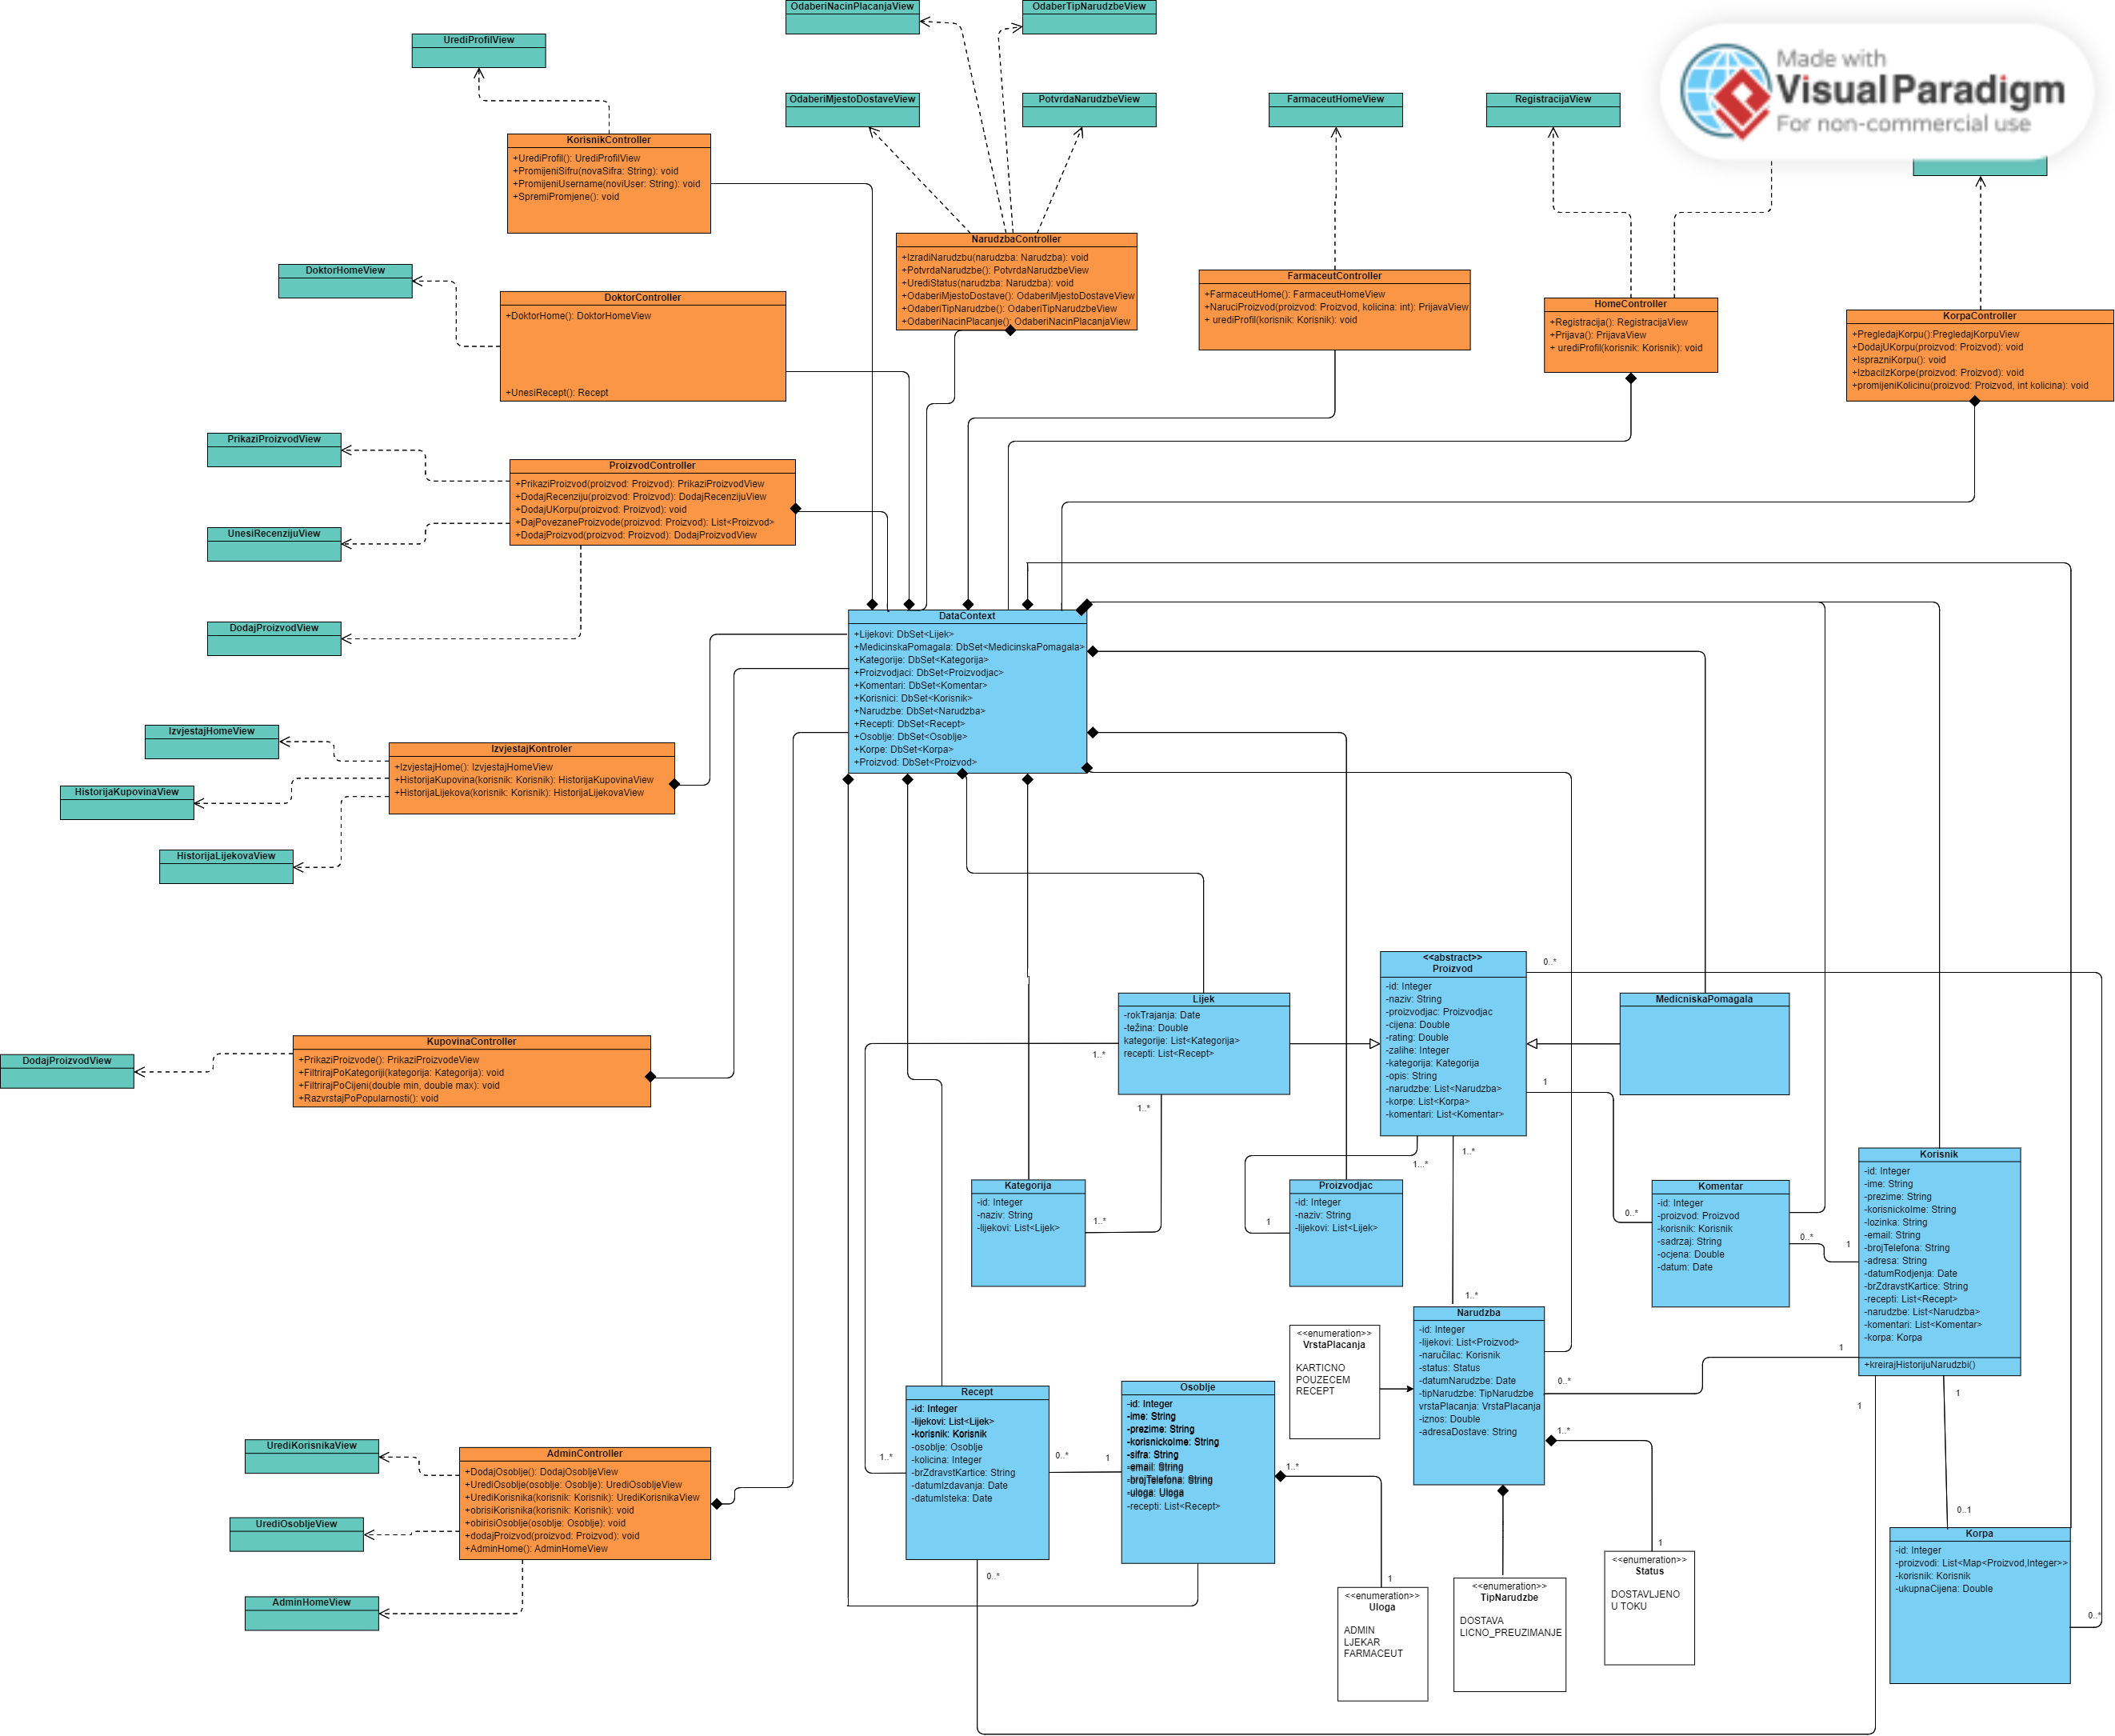 OdaberiNacinPlacanjaView
OdaberTipNarudzbeView
UrediProfilView
Made with
VisualParadigm
For non-commercial use
OdaberiMjestoDostaveView
PotvrdaNarudzbeView
FarmaceutHomeView
RegistracijaView
KorisnikController
+UrediProfil(): UrediProfilView
+PromijeniSifru(novaSifra: String): void
+PromijeniUsername(noviUser: String): void
+SpremiPromjene(): void
NarudzbaController
+IzradiNarudzbu(narudzba: Narudzba): void
+PotvrdaNarudzbe(): PotvrdaNarudzbeView
+UrediStatus(narudzba: Narudzba): void
+OdaberiMjestoDostave(): OdaberiMjestoDostaveView
+OdaberiTipNarudzbe(): OdaberiTipNarudzbeView
+OdaberiNacinPlacanje(): OdaberiNacinPlacanjaView
FarmaceutController
+FarmaceutHome(): FarmaceutHomeView
+NaruciProizvod(proizvod: Proizvod, kolicina: int): PrijavaView
+ urediProfil(korisnik: Korisnik): void
HomeController
+Registracija(): RegistracijaView
+Prijava(): PrijavaView
+ urediProfil(korisnik: Korisnik): void
KorpaController
+PregledajKorpu():PregledajKorpuView
+DodajUKorpu(proizvod: Proizvod): void
+IsprazniKorpu(): void
+IzbaciIzKorpe(proizvod: Proizvod): void
+promijeniKolicinu(proizvod: Proizvod, int kolicina): void
DoktorHomeView
DoktorController
+DoktorHome(): DoktorHomeView
+UnesiRecept(): Recept
PrikaziProizvodView
ProizvodController
+PrikaziProizvod(proizvod: Proizvod): PrikaziProizvodView
+DodajRecenziju(proizvod: Proizvod): DodajRecenzijuView
+DodajUKorpu(proizvod: Proizvod): void
+DajPovezaneProizvode(proizvod: Proizvod): List<Proizvod>
+DodajProizvod(proizvod: Proizvod): DodajProizvodView
UnesiRecenzijuView
DodajProizvodView
DataContext
+Lijekovi: DbSet<Lijek>
+MedicinskaPomagala: DbSet<MedicinskaPomagala>
+Kategorije: DbSet<Kategorija>
+Proizvodjaci: DbSet<Proizvodjac>
+Komentari: DbSet<Komentar>
+Korisnici: DbSet<Korisnik>
+Narudzbe: DbSet<Narudzba>
+Recepti: DbSet<Recept>
+Osoblje: DbSet<Osoblje>
+Korpe: DbSet<Korpa>
+Proizvod: DbSet<Proizvod>
IzvjestajHomeView
HistorijaKupovinaView
HistorijaLijekovaView
IzvjestajKontroler
+IzvjestajHome(): IzvjestajHomeView
+HistorijaKupovina(korisnik: Korisnik): HistorijaKupovinaView
+HistorijaLijekova(korisnik: Korisnik): HistorijaLijekovaView
DodajProizvodView
KupovinaController
+PrikaziProizvode(): PrikaziProizvodeView
+FiltrirajPoKategoriji(kategorija: Kategorija): void
+FiltrirajPoCijeni(double min, double max): void
+RazvrstajPoPopularnosti(): void
Lijek
-rokTrajanja: Date
-težina: Double
kategorije: List<Kategorija>
recepti: List<Recept>
1..*
1..*
<<abstract>>
Proizvod
-id: Integer
-naziv: String
-proizvodjac: Proizvodjac
-cijena: Double
-rating: Double
-zalihe: Integer
-kategorija: Kategorija
-opis: String
-narudzbe: List<Narudzba>
-korpe: List<Korpa>
-komentari: List<Komentar>
0..*
1
1...*
1..*
MedicniskaPomagala
Kategorija
-id: Integer
-naziv: String
-lijekovi: List<Lijek>
1..*
Proizvodjac
-id: Integer
-naziv: String
-lijekovi: List<Lijek>
1
Komentar
-id: Integer
-proizvod: Proizvod
-korisnik: Korisnik
-sadrzaj: String
-ocjena: Double
-datum: Date
0..*
0..*
1
Korisnik
-id: Integer
-ime: String
-prezime: String
-korisnickoIme: String
-lozinka: String
-email: String
-brojTelefona: String
-adresa: String
-datumRodjenja: Date
-brZdravstKartice: String
-recepti: List<Recept>
-narudzbe: List<Narudzba>
-komentari: List<Komentar>
-korpa: Korpa
+kreirajHistorijuNarudzbi()
1
1
1
<<enumeration>>
VrstaPlacanja
KARTICNO
POUZECEM
RECEPT
1..*
Narudzba
-id: Integer
-lijekovi: List<Proizvod>
-naručilac: Korisnik
-status: Status
-datumNarudzbe: Date
-tipNarudzbe: TipNarudzbe
vrstaPlacanja: VrstaPlacanja
-iznos: Double
-adresaDostave: String
0..*
1..*
Recept
-id: Integer
-lijekovi: List<Lijek>
-korisnik: Korisnik
-osoblje: Osoblje
-kolicina: Integer
-brZdravstKartice: String
-datumIzdavanja: Date
-datumIsteka: Date
1..*
0..*
1
0..*
Osoblje
-id: Integer
-ime: String
-prezime: String
-korisnickoIme: String
-sifra: String
-email: String
-brojTelefona: String
-uloga: Uloga
-recepti: List<Recept>
1..*
1
<<enumeration>>
Uloga
ADMIN
LJEKAR
FARMACEUT
<<enumeration>>
TipNarudzbe
DOSTAVA
LICNO_PREUZIMANJE
1
<<enumeration>>
Status
DOSTAVLJENO
U TOKU
0..1
Korpa
-id: Integer
-proizvodi: List<Map<Proizvod,Integer>>
-korisnik: Korisnik
-ukupnaCijena: Double
0..*
UrediKorisnikaView
UrediOsobljeView
AdminHomeView
AdminController
+DodajOsoblje(): DodajOsobljeView
+UrediOsoblje(osoblje: Osoblje): UrediOsobljeView
+UrediKorisnika(korisnik: Korisnik): UrediKorisnikaView
+obrisiKorisnika(korisnik: Korisnik): void
+obirisiOsoblje(osoblje: Osoblje): void
+dodajProizvod(proizvod: Proizvod): void
+AdminHome(): AdminHomeView